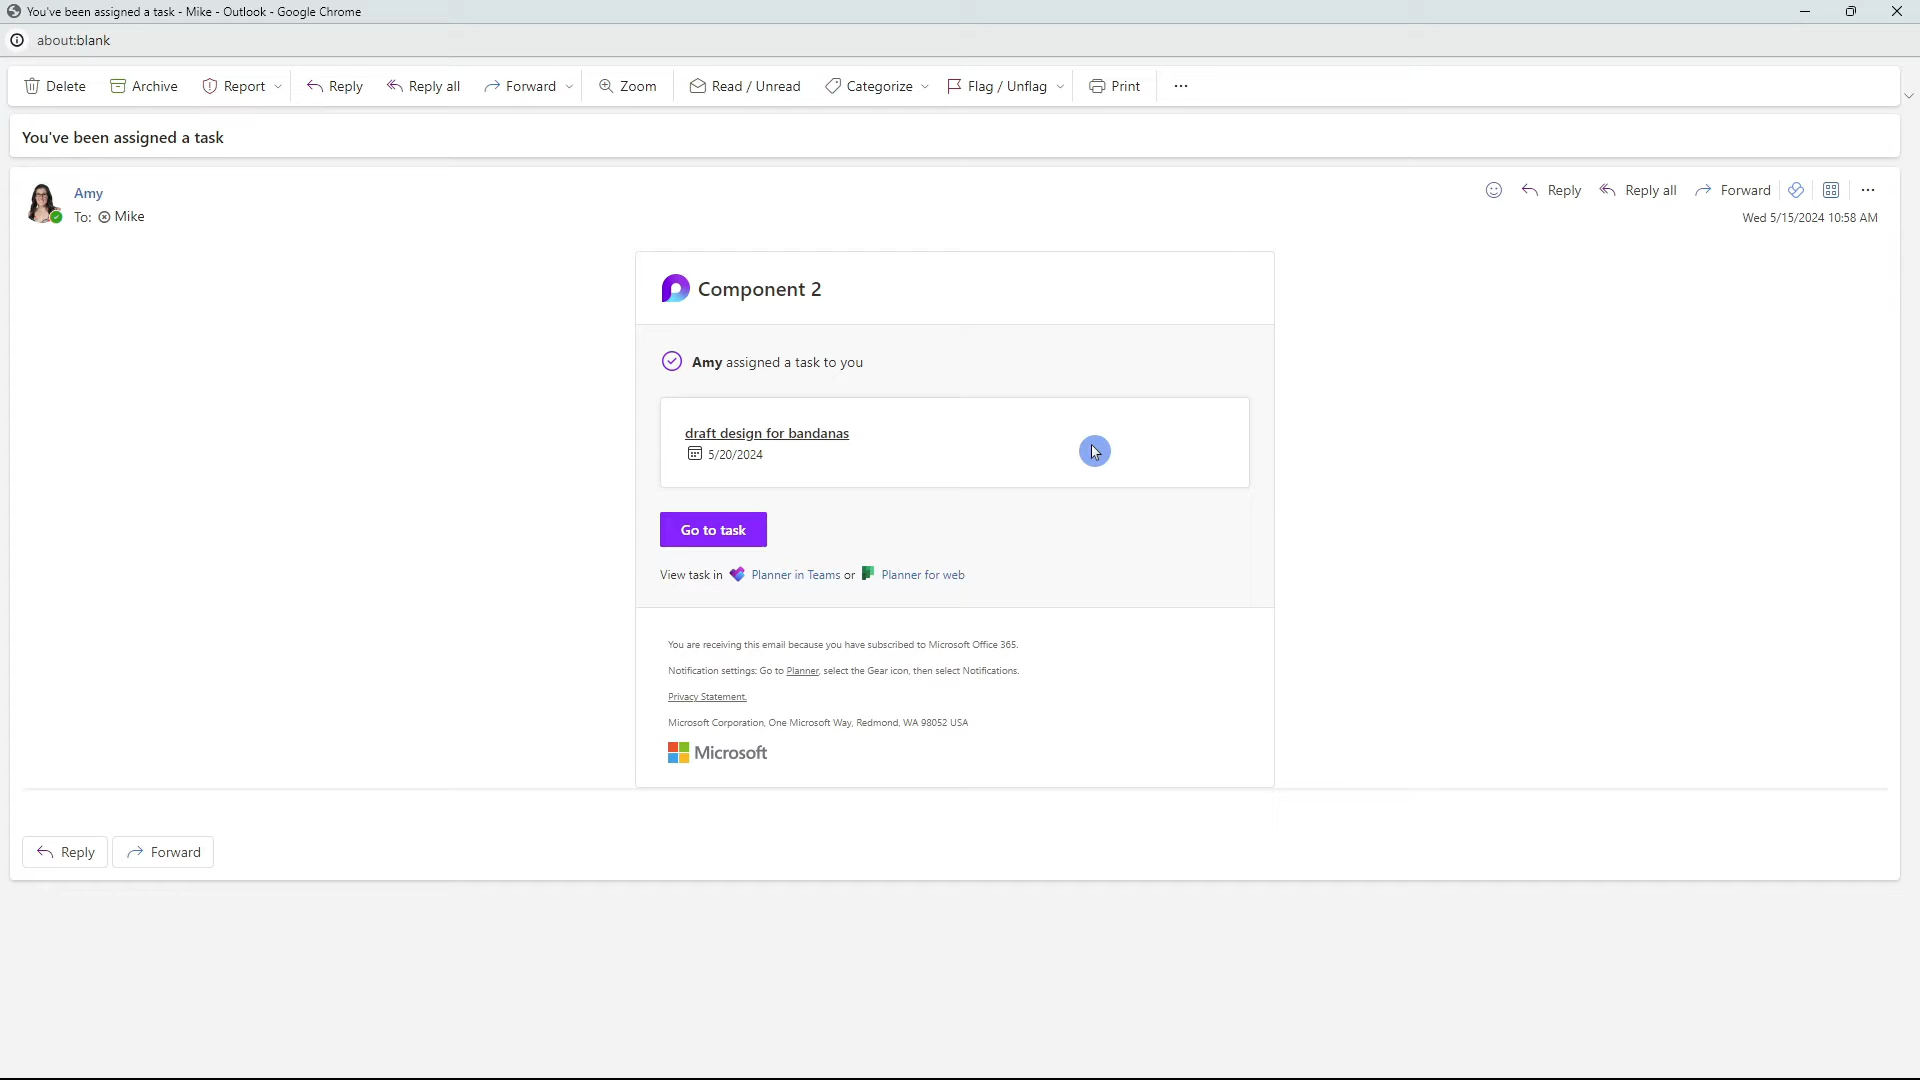 You've been assigned a task - Mike - Outlook - Google Chrome
about:blank
Delete Archive Report Reply Reply all Forward Zoom Read / Unread Categorize Flag / Unflag Print ...
You've been assigned a task
Amy
To: Mike
Reply Reply all Forward ...
Wed 5/15/2024 10:58 AM
Component 2
Amy assigned a task to you
draft design for bandanas
5/20/2024
Go to task
View task in Planner in Teams or Planner for web
You are receiving this email because you have subscribed to Microsoft Office 365.
Notification settings: Go to Planner, select the Gear icon, then select Notifications.
Privacy Statement.
Microsoft Corporation, One Microsoft Way, Redmond, WA 98052 USA
Microsoft
Reply Forward